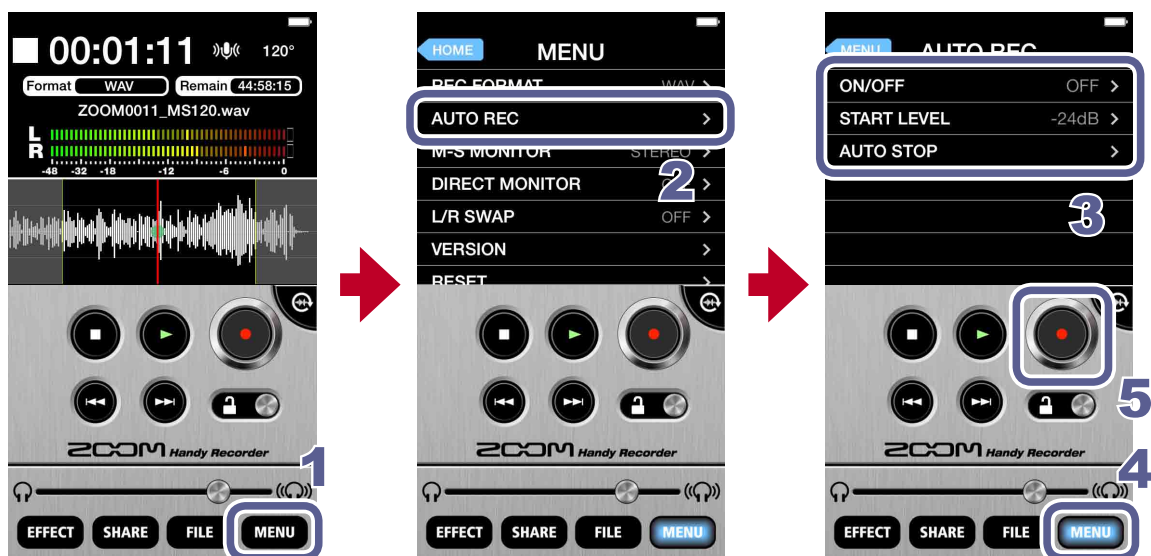 00:01:11 120°
Format WAV Remain 44:58:15
ZOOM0011_MS120.wav
L
R
-48 -32 -18 -12 -6 0
ZOOM Handy Recorder
1
EFFECT SHARE FILE MENU
HOME MENU
REC FORMAT WAV >
AUTO REC >
M-S MONITOR STEREO >
2
DIRECT MONITOR >
L/R SWAP OFF >
VERSION >
RESET >
ZOOM Handy Recorder
EFFECT SHARE FILE MENU
MENU AUTO REC
ON/OFF OFF >
START LEVEL -24dB >
AUTO STOP >
3
5
ZOOM Handy Recorder
4
EFFECT SHARE FILE MENU